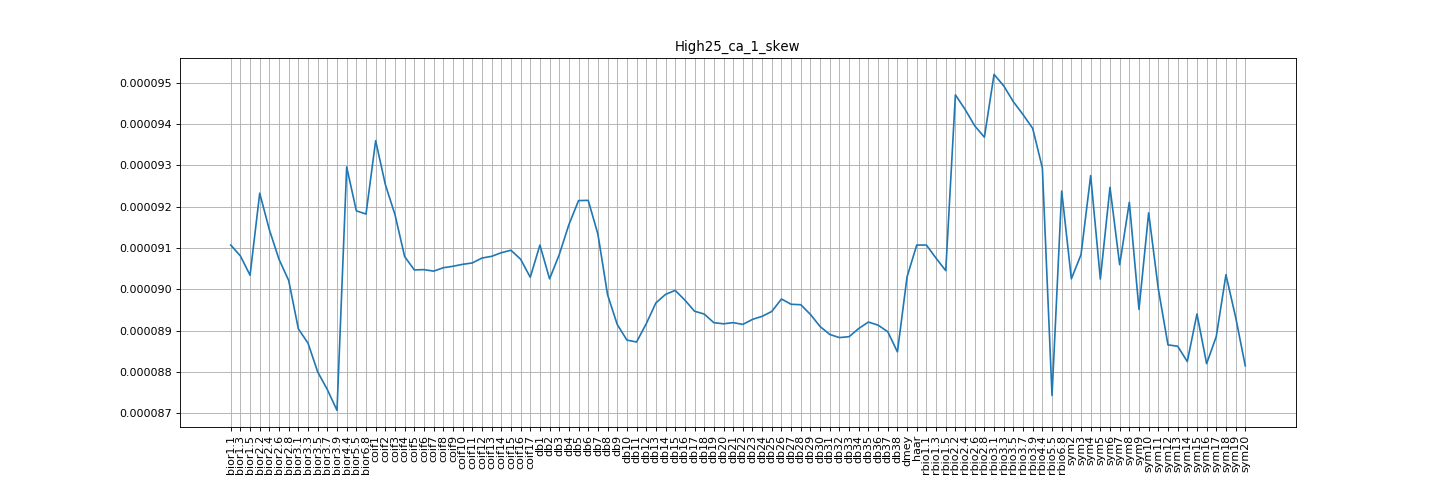 High25_ca_1_skew
0.000095
0.000094
0.000093
0.000092
0.000091
0.000090
0.000089
0.000088
0.000087
bior1.1
bior1.3
bior1.5
bior2.2
bior2.4
bior2.6
bior2.8
bior3.1
bior3.3
bior3.5
bior3.7
bior3.9
bior4.4
bior5.5
bior6.8
coif1
coif2
coif3
coif4
coif5
coif6
coif7
coif8
coif9
coif10
coif11
coif12
coif13
coif14
coif15
coif16
coif17
db1
db2
db3
db4
db5
db6
db7
db8
db9
db10
db11
db12
db13
db14
db15
db16
db17
db18
db19
db20
db21
db22
db23
db24
db25
db26
db27
db28
db29
db30
db31
db32
db33
db34
db35
db36
db37
db38
dmey
haar
rbio1.1
rbio1.3
rbio1.5
rbio2.2
rbio2.4
rbio2.6
rbio2.8
rbio3.1
rbio3.3
rbio3.5
rbio3.7
rbio3.9
rbio4.4
rbio5.5
rbio6.8
sym2
sym3
sym4
sym5
sym6
sym7
sym8
sym9
sym10
sym11
sym12
sym13
sym14
sym15
sym16
sym17
sym18
sym19
sym20